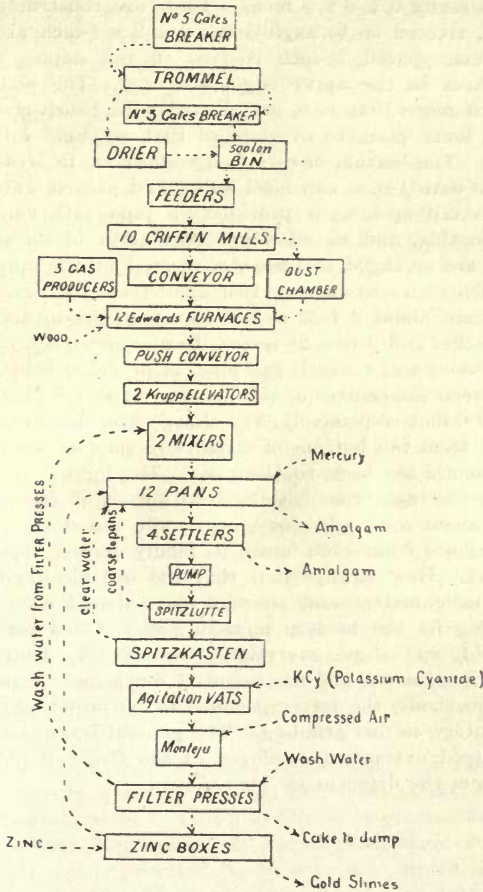 Nº 5 Gates
BREAKER
TROMMEL
Nº 3 Gates BREAKER
DRIER
500 ton
BIN
FEEDERS
10 GRIFFIN MILLS
3 GAS
PRODUCERS
CONVEYOR
DUST
CHAMBER
12 Edwards FURNACES
WOOD
PUSH CONVEYOR
2 Krupp ELEVATORS
2 MIXERS
Mercury
12 PANS
Amalgam
4 SETTLERS
Amalgam
PUMP
SPITZLUTTE
clear water
coarse to pans
Wash water from FILTER PRESSES
SPITZKASTEN
KCy (Potassium Cyanide)
Agitation VATS
Compressed Air
Monteju
Wash Water
FILTER PRESSES
Cake to dump
ZINC
ZINC BOXES
Gold Slimes